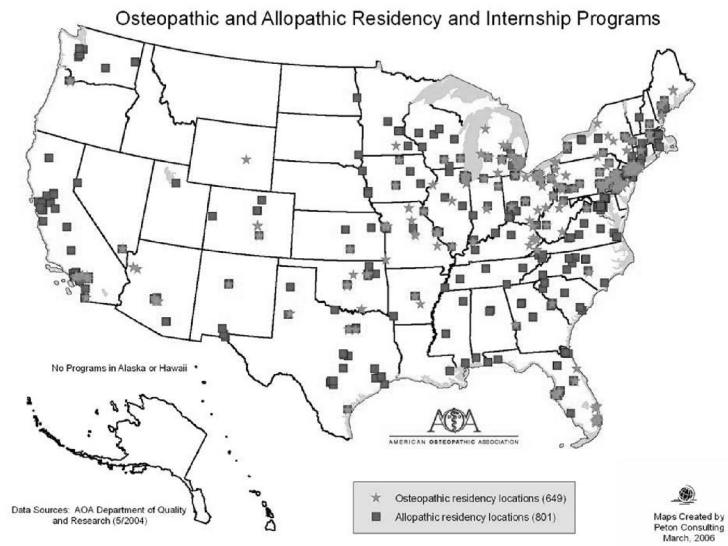 Osteopathic and Allopathic Residency and Internship Programs
No Programs in Alaska or Hawaii
AOA
AMERICAN OSTEOPATHIC ASSOCIATION
Osteopathic residency locations (649)
Allopathic residency locations (801)
Data Sources: AOA Department of Quality
and Research (5/2004)
Maps Created by
Peton Consulting
March, 2006